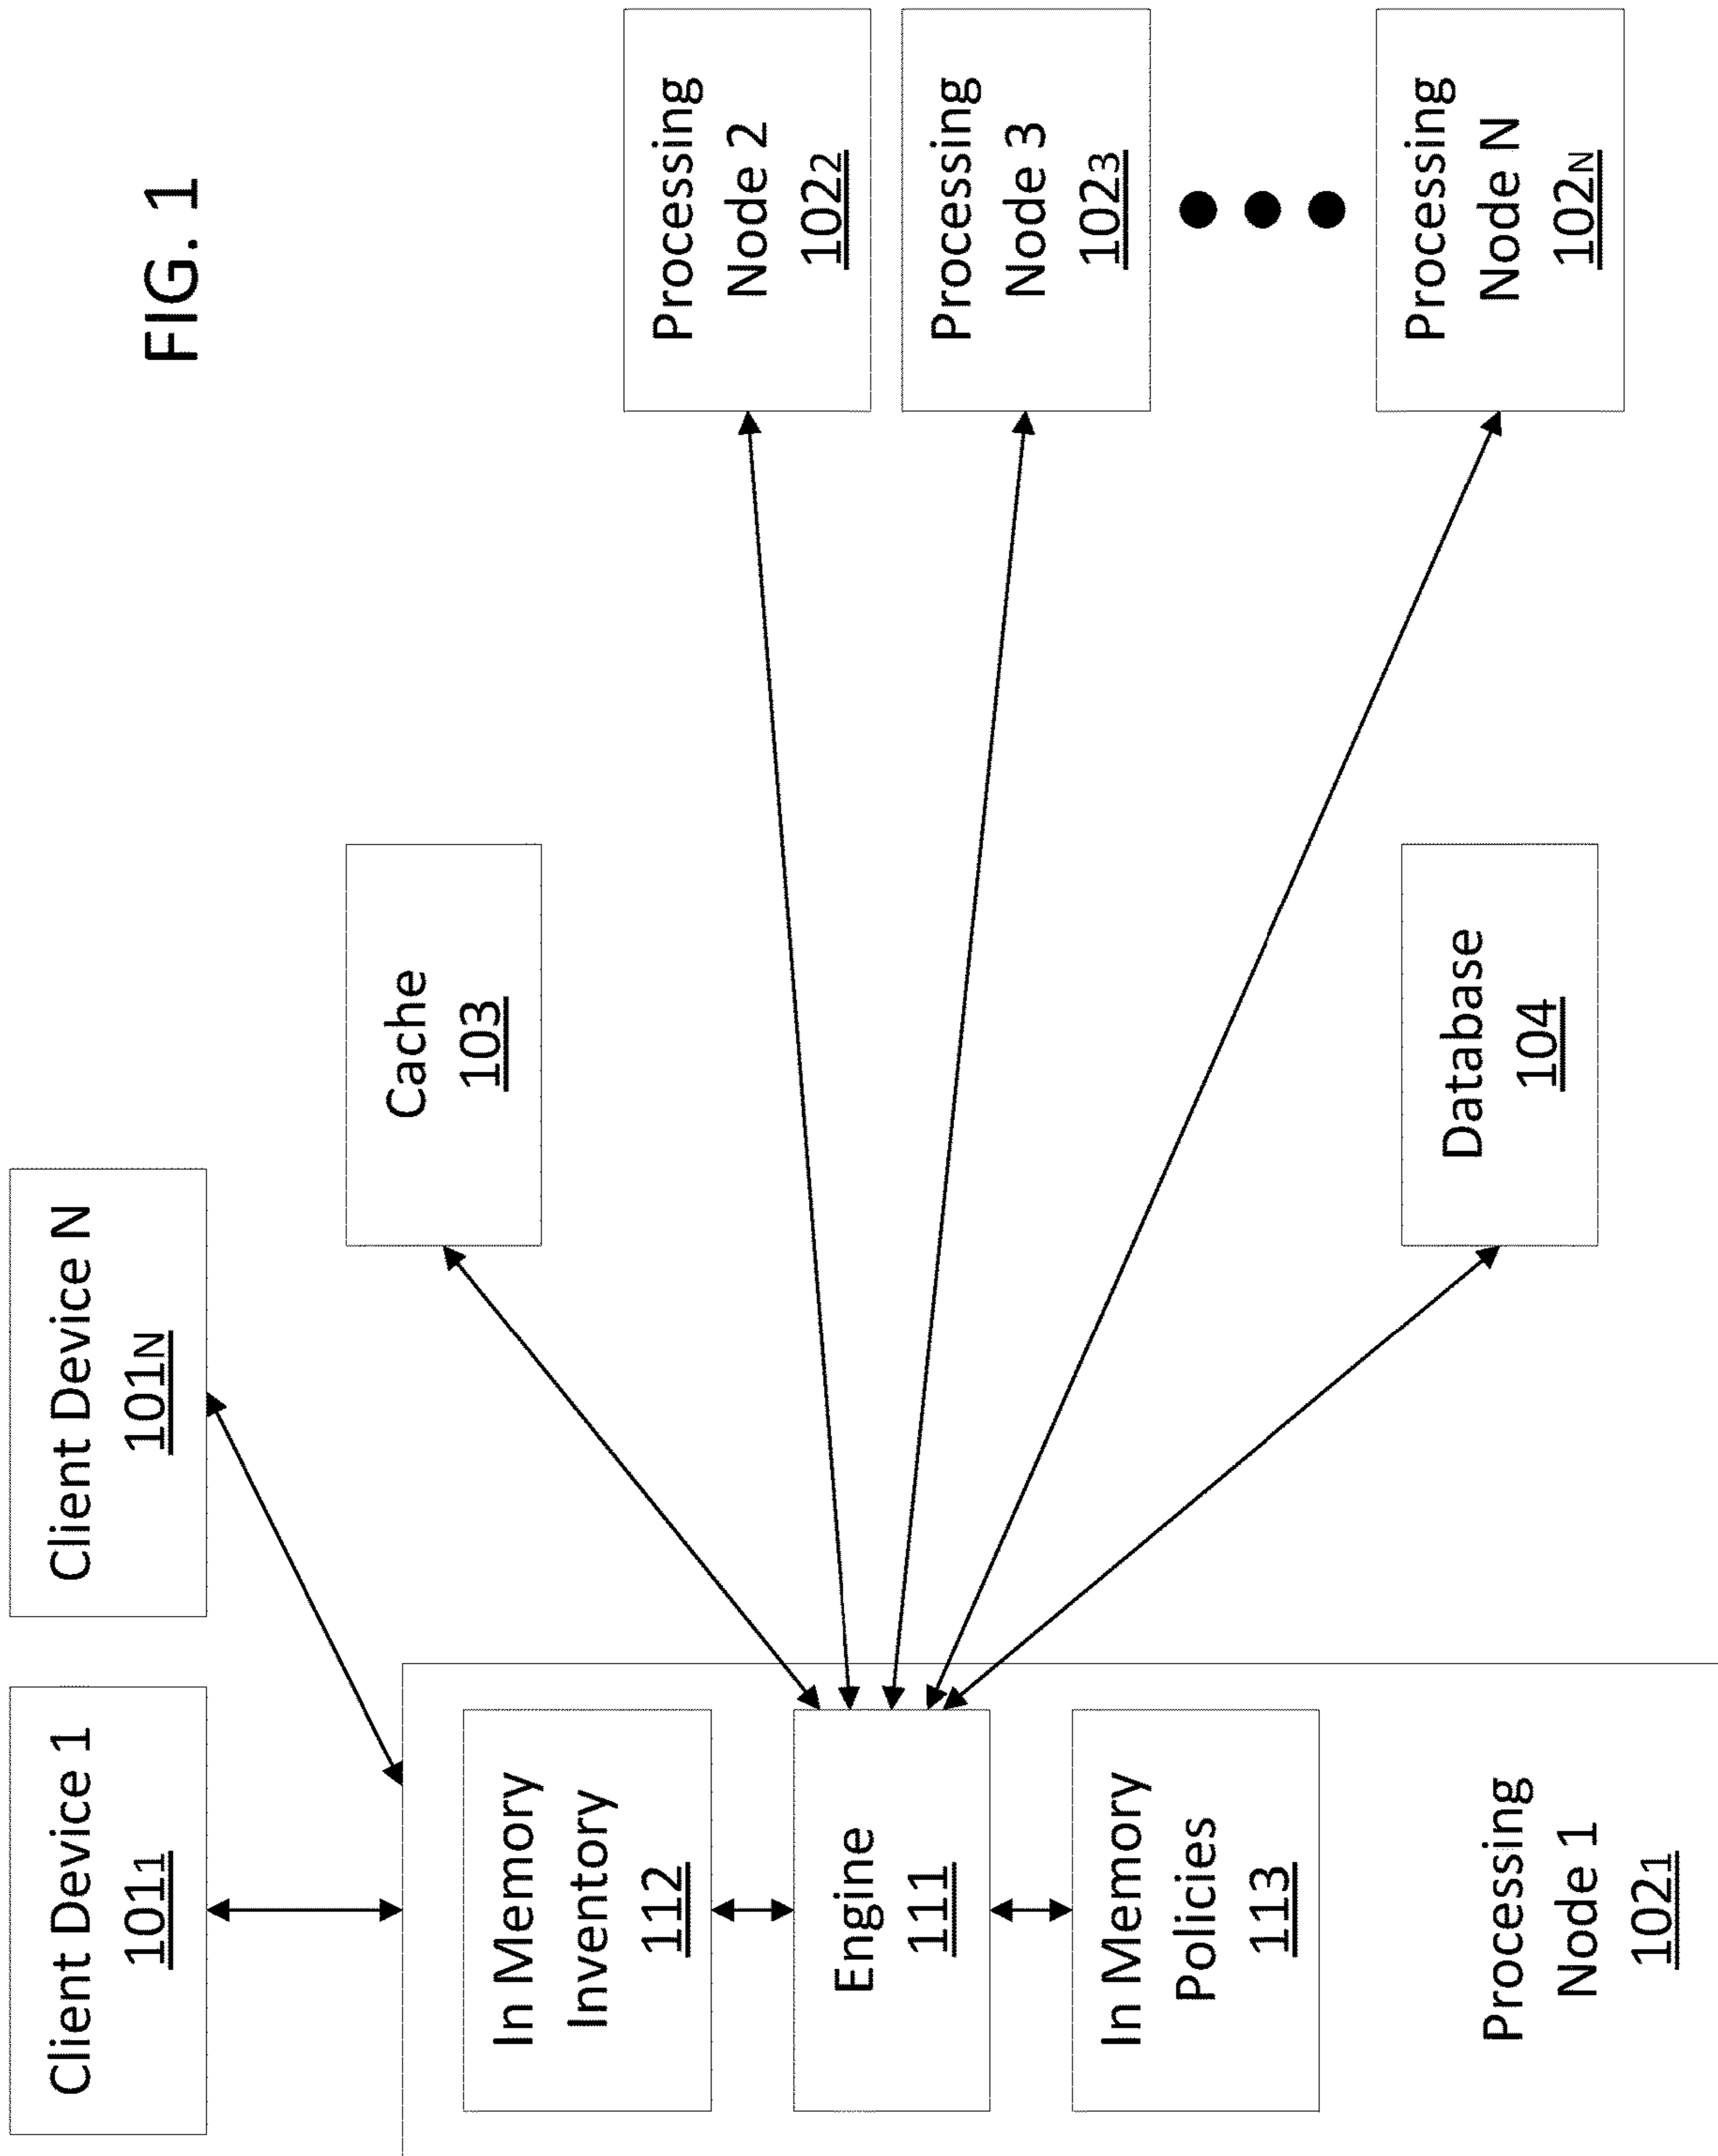 FIG. 1
Client Device 1
101₁
Client Device N
101N
In Memory
Inventory
112
Engine
111
In Memory
Policies
113
Processing
Node 1
102₁
Cache
103
Database
104
Processing
Node 2
102₂
Processing
Node 3
102₃
Processing
Node N
102N